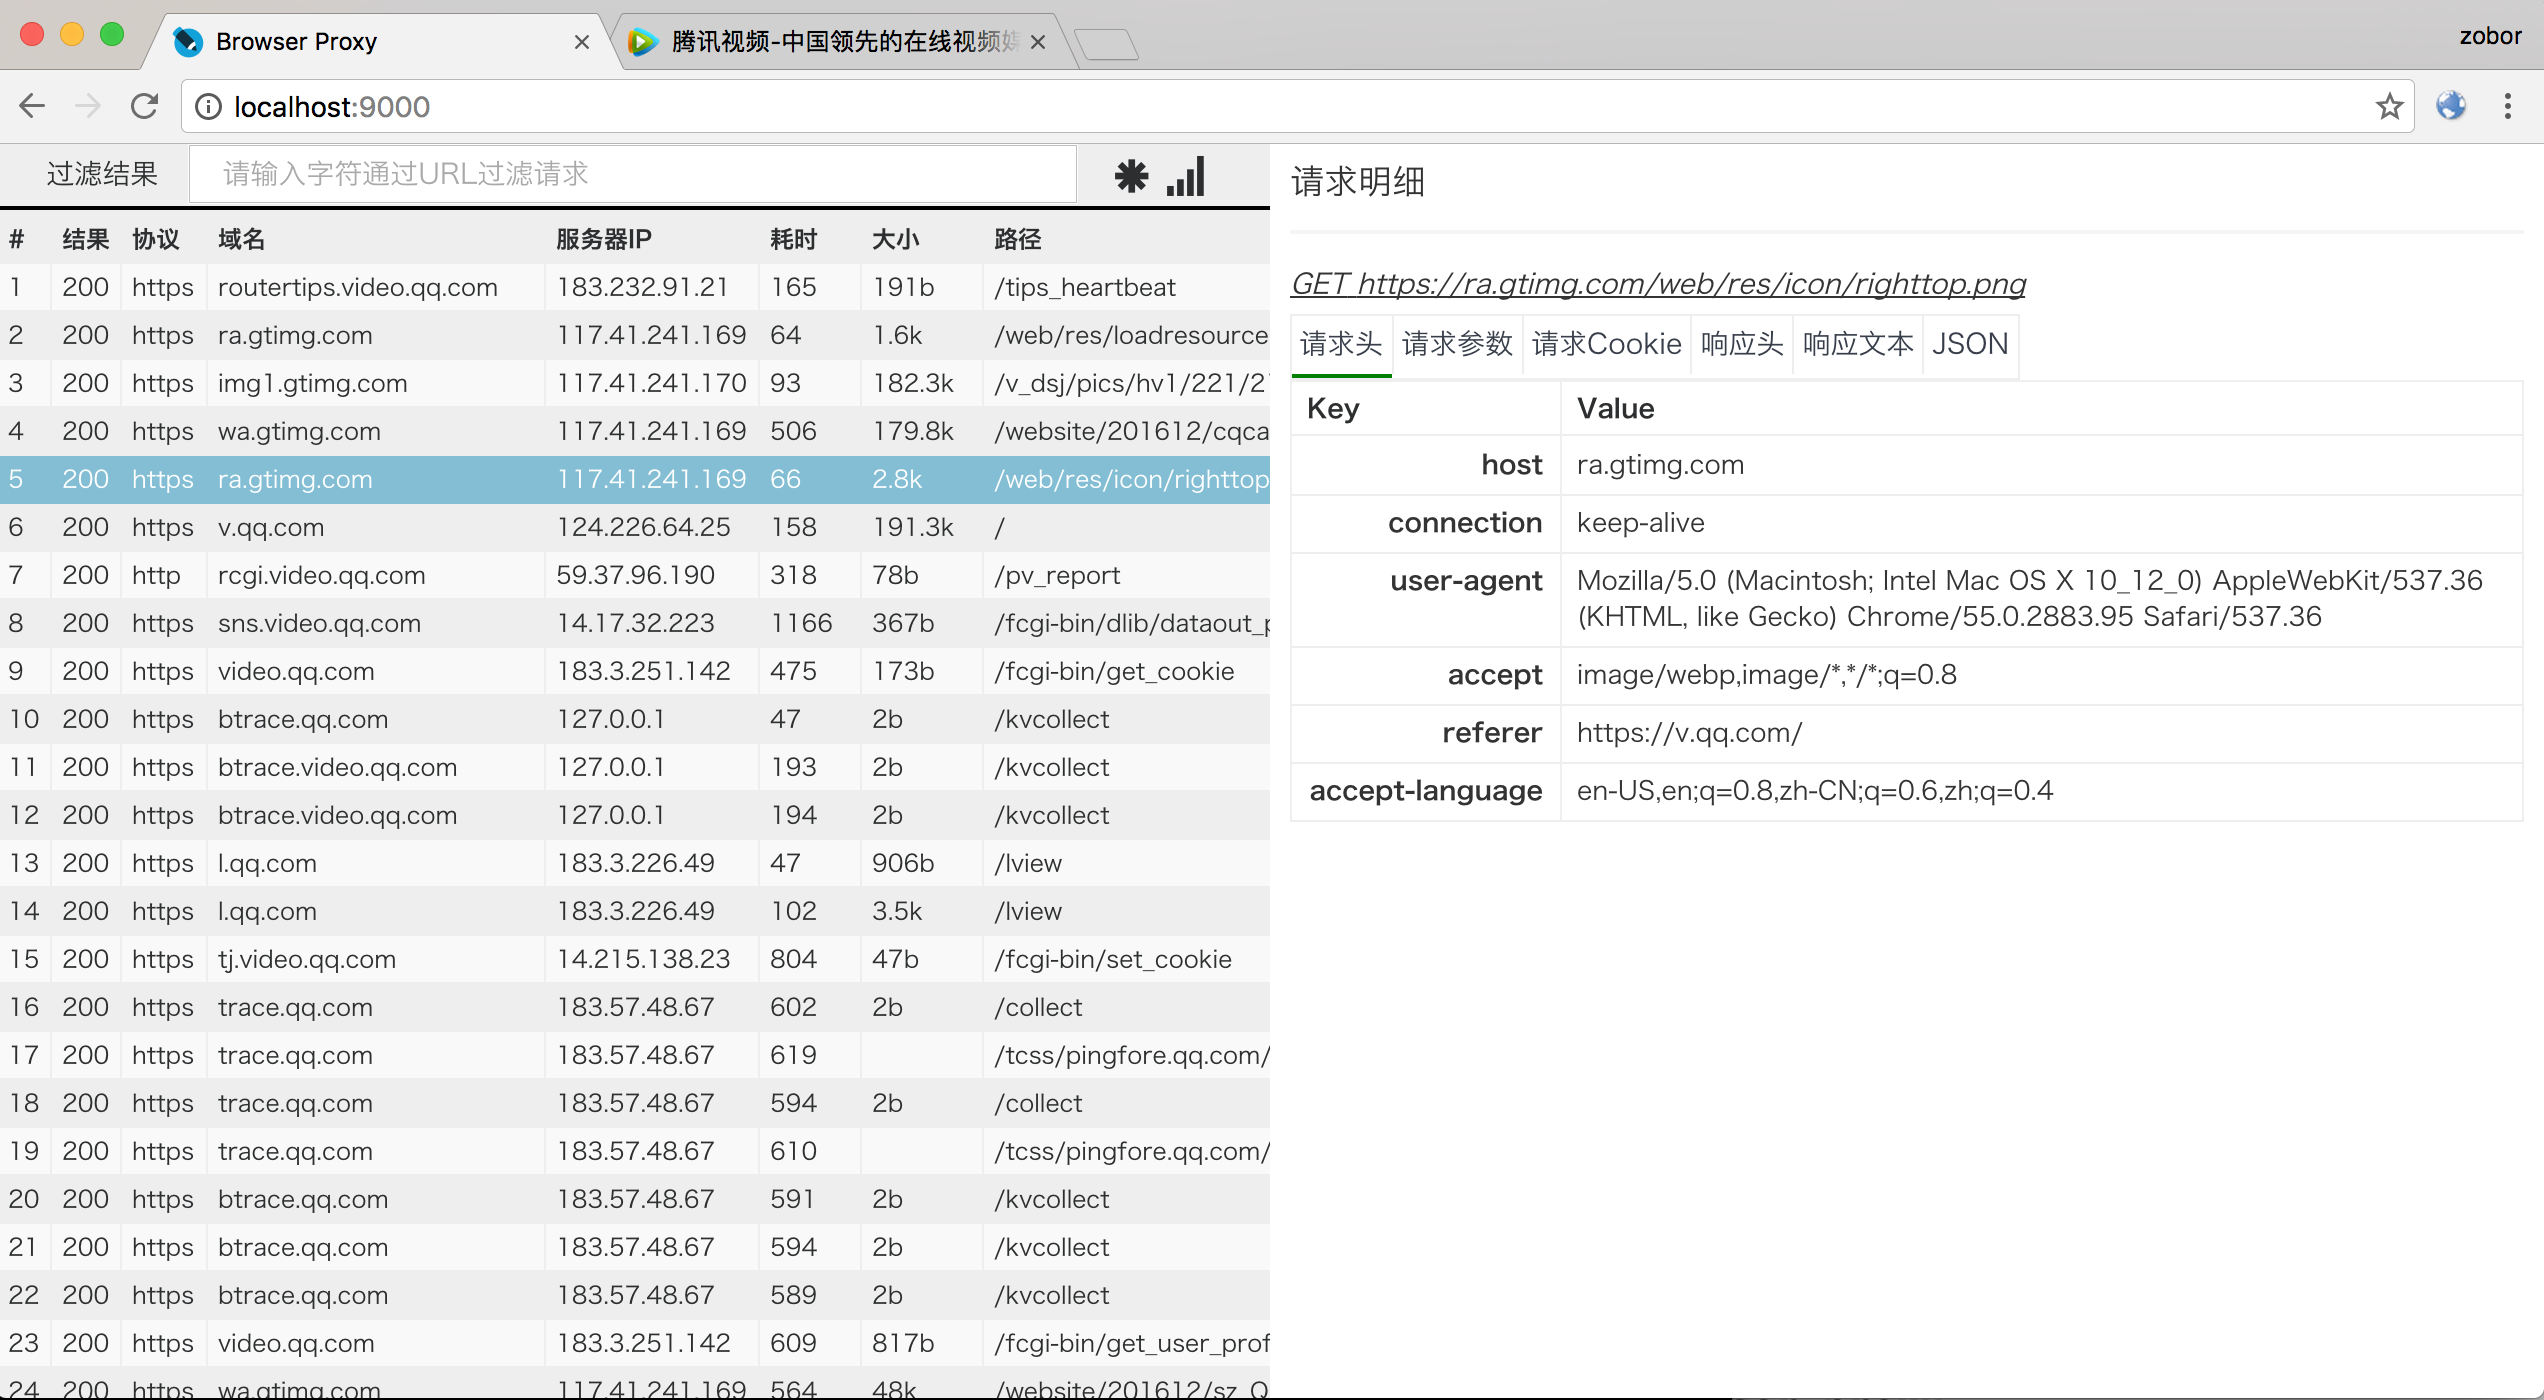 Browser Proxy
腾讯视频-中国领先的在线视频媒
zobor
localhost:9000
过滤结果 请输入字符通过URL过滤请求
# 结果 协议 域名 服务器IP 耗时 大小 路径
1 200 https routertips.video.qq.com 183.232.91.21 165 191b /tips_heartbeat
2 200 https ra.gtimg.com 117.41.241.169 64 1.6k /web/res/loadresource
3 200 https img1.gtimg.com 117.41.241.170 93 182.3k /v_dsj/pics/hv1/221/2
4 200 https wa.gtimg.com 117.41.241.169 506 179.8k /website/201612/cqca
5 200 https ra.gtimg.com 117.41.241.169 66 2.8k /web/res/icon/righttop
6 200 https v.qq.com 124.226.64.25 158 191.3k /
7 200 http rcgi.video.qq.com 59.37.96.190 318 78b /pv_report
8 200 https sns.video.qq.com 14.17.32.223 1166 367b /fcgi-bin/dlib/dataout_p
9 200 https video.qq.com 183.3.251.142 475 173b /fcgi-bin/get_cookie
10 200 https btrace.qq.com 127.0.0.1 47 2b /kvcollect
11 200 https btrace.video.qq.com 127.0.0.1 193 2b /kvcollect
12 200 https btrace.video.qq.com 127.0.0.1 194 2b /kvcollect
13 200 https l.qq.com 183.3.226.49 47 906b /lview
14 200 https l.qq.com 183.3.226.49 102 3.5k /lview
15 200 https tj.video.qq.com 14.215.138.23 804 47b /fcgi-bin/set_cookie
16 200 https trace.qq.com 183.57.48.67 602 2b /collect
17 200 https trace.qq.com 183.57.48.67 619 /tcss/pingfore.qq.com/
18 200 https trace.qq.com 183.57.48.67 594 2b /collect
19 200 https trace.qq.com 183.57.48.67 610 /tcss/pingfore.qq.com/
20 200 https btrace.qq.com 183.57.48.67 591 2b /kvcollect
21 200 https btrace.qq.com 183.57.48.67 594 2b /kvcollect
22 200 https btrace.qq.com 183.57.48.67 589 2b /kvcollect
23 200 https video.qq.com 183.3.251.142 609 817b /fcgi-bin/get_user_prof
24 200 https wa.gtimg.com 117.41.241.169 564 48k /website/201612/sz_Q
请求明细
GET https://ra.gtimg.com/web/res/icon/righttop.png
请求头 请求参数 请求Cookie 响应头 响应文本 JSON
Key Value
host ra.gtimg.com
connection keep-alive
user-agent Mozilla/5.0 (Macintosh; Intel Mac OS X 10_12_0) AppleWebKit/537.36
(KHTML, like Gecko) Chrome/55.0.2883.95 Safari/537.36
accept image/webp,image/*,*/*;q=0.8
referer https://v.qq.com/
accept-language en-US,en;q=0.8,zh-CN;q=0.6,zh;q=0.4